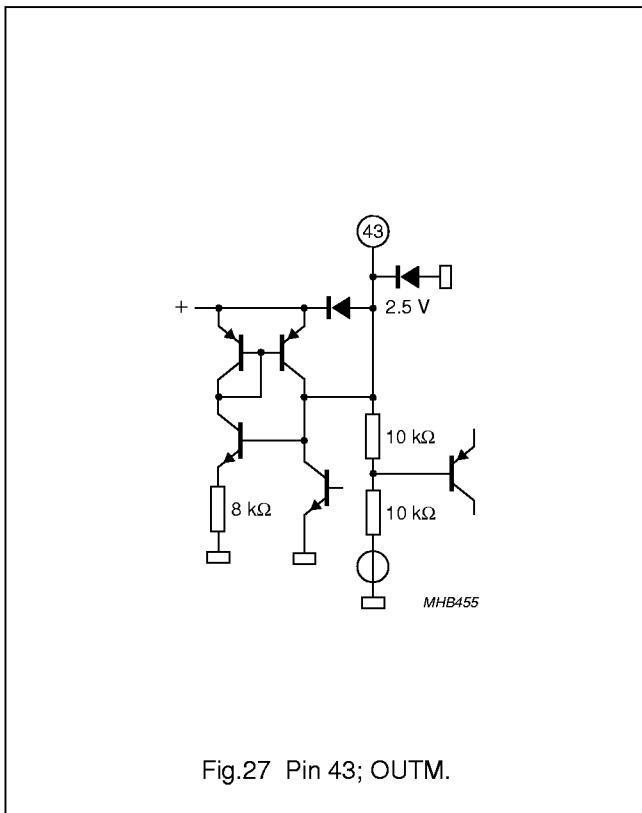 43
+
2.5 V
10 kΩ
8 kΩ
10 kΩ
MHB455
Fig.27 Pin 43; OUTM.